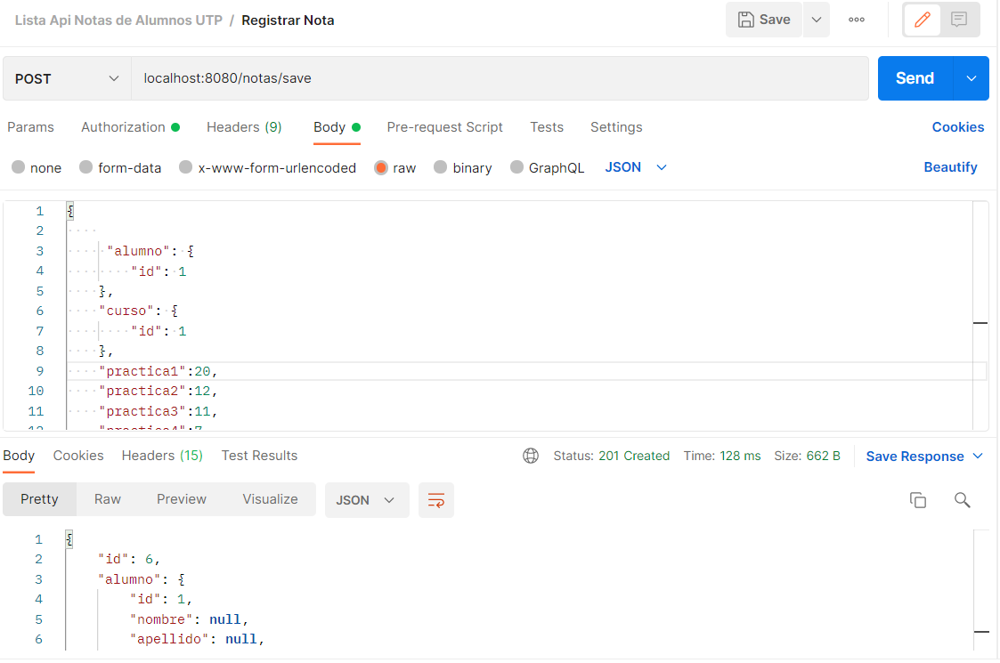 Lista Api Notas de Alumnos UTP / Registrar Nota
Save
POST
localhost:8080/notas/save
Send
Params Authorization Headers (9) Body Pre-request Script Tests Settings Cookies
none form-data x-www-form-urlencoded raw binary GraphQL JSON Beautify
1 {
2
3 "alumno": {
4 "id": 1
5 },
6 "curso": {
7 "id": 1
8 },
9 "practica1":20,
10 "practica2":12,
11 "practica3":11,
12 "practica4":7
Body Cookies Headers (15) Test Results Status: 201 Created Time: 128 ms Size: 662 B Save Response
Pretty Raw Preview Visualize JSON
1 {
2 "id": 6,
3 "alumno": {
4 "id": 1,
5 "nombre": null,
6 "apellido": null,